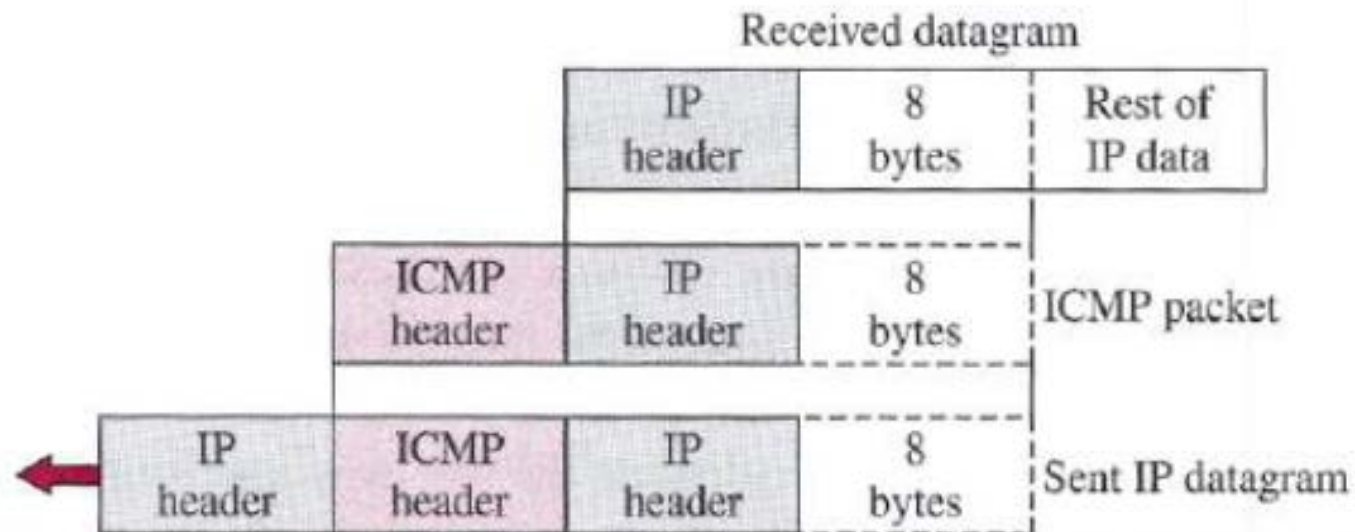 Received datagram
IP 8 Rest of
header bytes IP data
ICMP IP 8
header header bytes
ICMP packet
IP ICMP IP 8
header header header bytes
Sent IP datagram